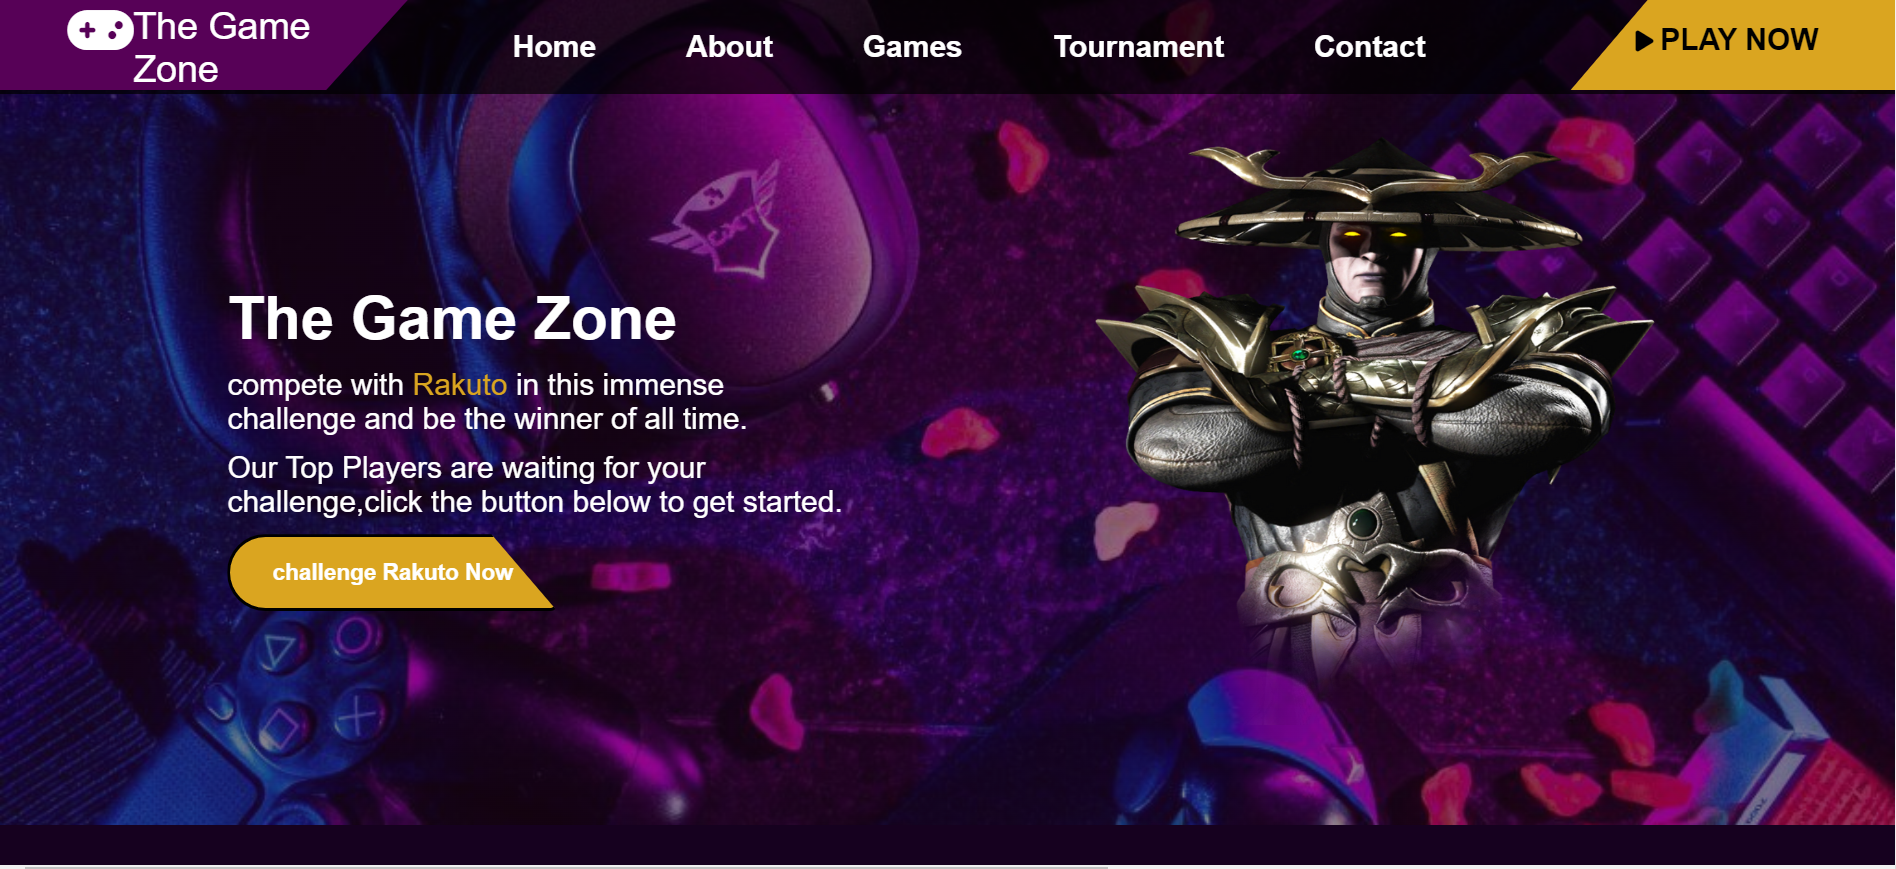 The Game
Zone
Home
About
Games
Tournament
Contact
PLAY NOW
GXT
The Game Zone
compete with Rakuto in this immense
challenge and be the winner of all time.
Our Top Players are waiting for your
challenge,click the button below to get started.
challenge Rakuto Now